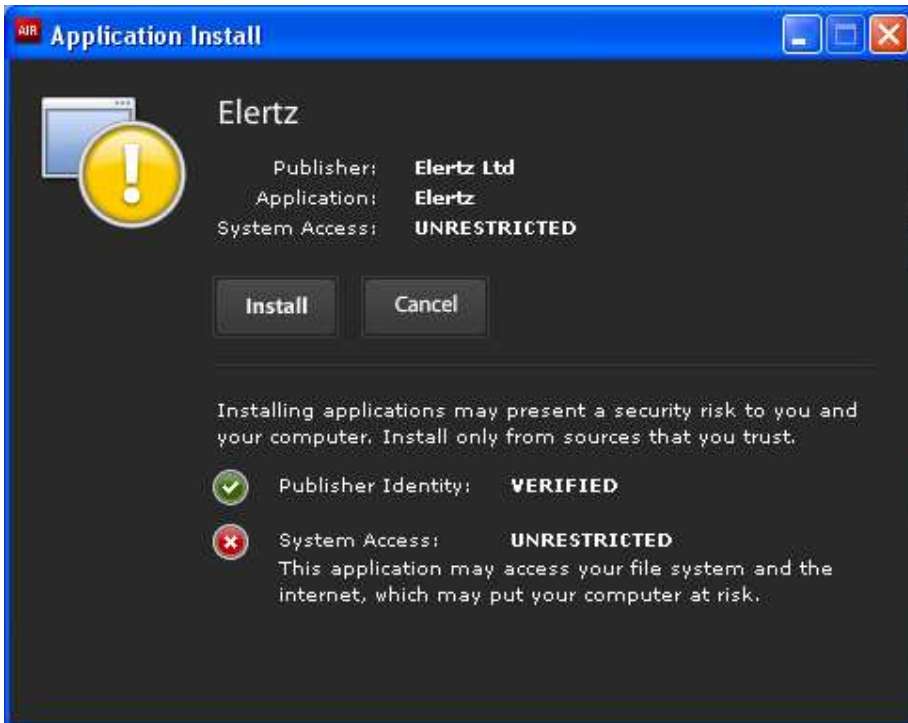 AIR Application Install
Elertz
Publisher: Elertz Ltd
Application: Elertz
System Access: UNRESTRICTED
Install Cancel
Installing applications may present a security risk to you and
your computer. Install only from sources that you trust.
Publisher Identity: VERIFIED
System Access: UNRESTRICTED
This application may access your file system and the
internet, which may put your computer at risk.